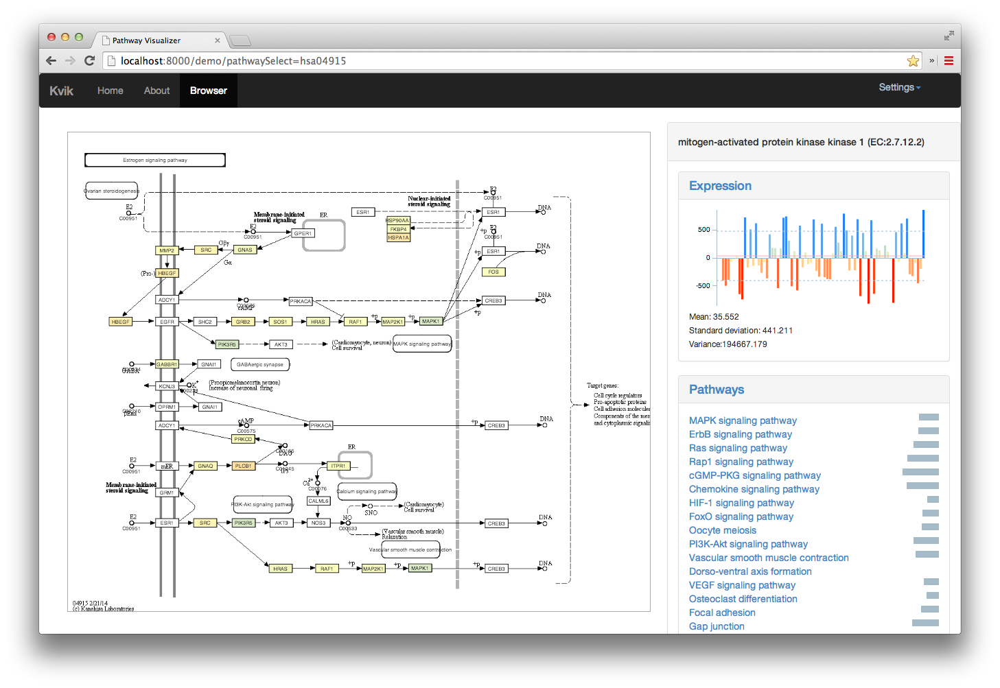 Pathway Visualizer
localhost:8000/demo/pathwaySelect=hsa04915
Kvik Home About Browser Settings
Estrogen signaling pathway
Ovarian steroidogenesis
E2
C00951
E2
C00951
Membrane-initiated
steroid signaling
ER
GPER1
ESR1
Nuclear-initiated
steroid signaling
HSP90AA
FKBP4
HSPA1A
E2
C00951
ESR1
DNA
+p
E2
C00951
ESR1
DNA
FOS
+p
MMP2
SRC
Gβγ
GNAS
Gα
(Pro-)
HBEGF
ADCY1
C00575
cAMP
PRKACA
CREB3
DNA
+p
HBEGF
EGFR
SHC2
GRB2
SOS1
HRAS
RAF1
+p
MAP2K1
+p
MAPK1
PIK3R5
AKT3
(Cardiomyocyte, neuron)
Cell survival
MAPK signaling pathway
GABA
GABBR1
GNAI1
GABAergic synapse
KCNJ3
K+
C00238
(Proopiomelanocortin neuron)
Increase of neuronal firing
βEnd
OPRM1
GNAI1
ADCY1
cAMP
C00575
PRKACA
+p
CREB3
DNA
PRKCD
C00165
DAG
E2
C00951
mER
GNAQ
PLCB1
C01245
IP3
ITPR1
ER
Membrane-initiated
steroid signaling
GRM1
Ca2+
C00076
Calcium signaling pathway
PI3K-Akt signaling pathway
CALML6
E2
C00951
ESR1
SRC
PIK3R5
AKT3
NOS3
NO
C00533
SNO
(Cardiomyocyte)
Cell survival
(Vascular smooth muscle)
Relaxation
Vascular smooth muscle contraction
CREB3
DNA
HRAS
RAF1
+p
MAP2K1
+p
MAPK1
+p
CREB3
DNA
Target genes:
Cell cycle regulators
Pro-apoptotic proteins
Cell adhesion molecules
Components of the
and cytoplasmic
04915 2/21/14
(c) Kanehisa Laboratories
mitogen-activated protein kinase kinase 1 (EC:2.7.12.2)
Expression
500
0
-500
Mean: 35.552
Standard deviation: 441.211
Variance:194667.179
Pathways
MAPK signaling pathway
ErbB signaling pathway
Ras signaling pathway
Rap1 signaling pathway
cGMP-PKG signaling pathway
Chemokine signaling pathway
HIF-1 signaling pathway
FoxO signaling pathway
Oocyte meiosis
PI3K-Akt signaling pathway
Vascular smooth muscle contraction
Dorso-ventral axis formation
VEGF signaling pathway
Osteoclast differentiation
Focal adhesion
Gap junction